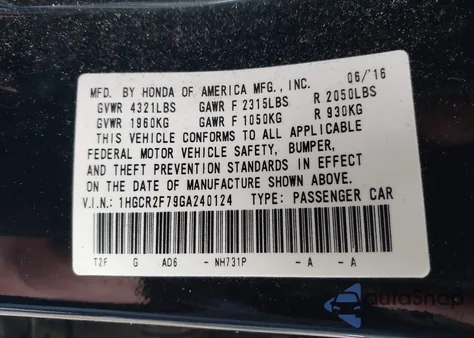 MFD. BY HONDA OF AMERICA MFG., INC. 06/'16
GVWR 4321LBS GAWR F 2315LBS R 2050LBS
GVWR 1960KG GAWR F 1050KG R 930KG
THIS VEHICLE CONFORMS TO ALL APPLICABLE
FEDERAL MOTOR VEHICLE SAFETY, BUMPER,
AND THEFT PREVENTION STANDARDS IN EFFECT
ON THE DATE OF MANUFACTURE SHOWN ABOVE.
V.I.N.: 1HGCR2F79GA240124 TYPE: PASSENGER CAR
T2F G AD6 - NH731P - A - A
AutoSnap